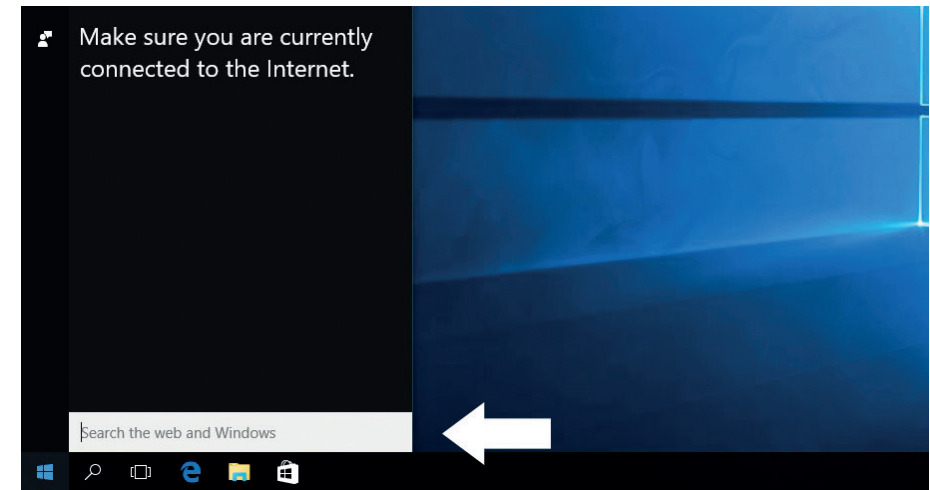 Make sure you are currently
connected to the Internet.
Search the web and Windows